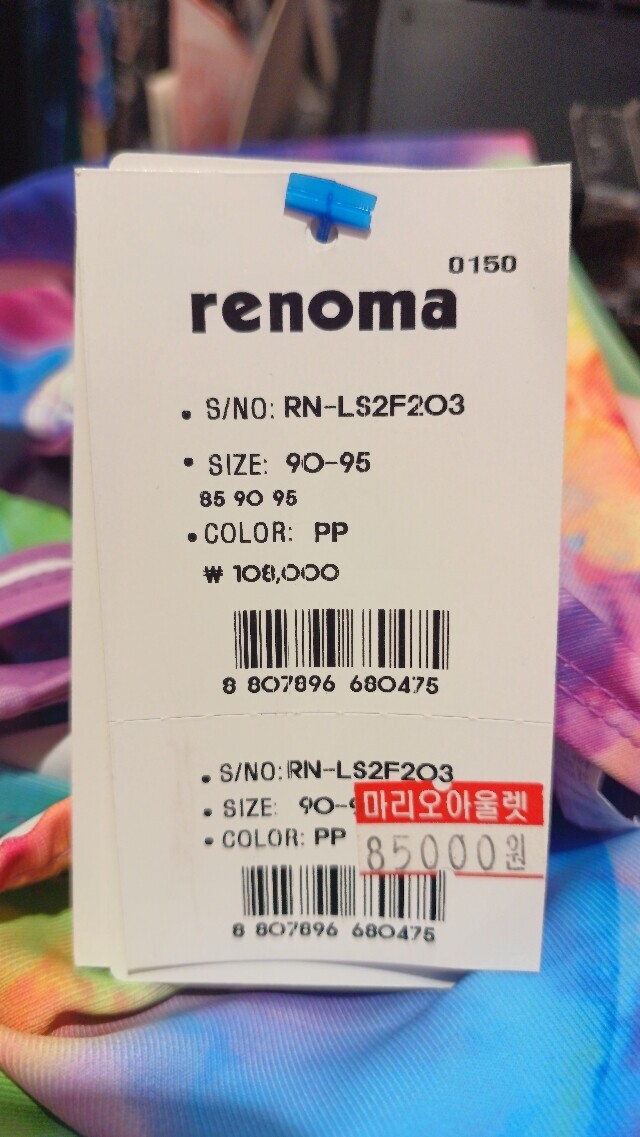 0150
renoma
• S/NO: RN-LS2F2O3
• SIZE: 90-95
85 90 95
• COLOR: PP
₩ 108,000
8 807896 680475
• S/NO: RN-LS2F2O3
• SIZE: 90-9
• COLOR: PP
마리오아울렛
85000원
8 807896 680475